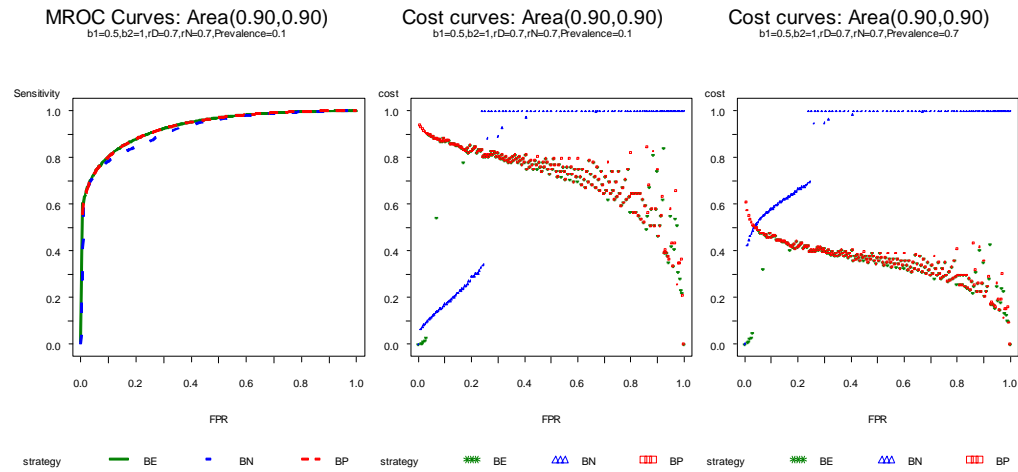 MROC Curves: Area(0.90,0.90)
b1=0.5,b2=1,rD=0.7,rN=0.7,Prevalence=0.1
Sensitivity
1.0
0.8
0.6
0.4
0.2
0.0
0.0 0.2 0.4 0.6 0.8 1.0
FPR
strategy BE BN BP
Cost curves: Area(0.90,0.90)
b1=0.5,b2=1,rD=0.7,rN=0.7,Prevalence=0.1
cost
1.0
0.8
0.6
0.4
0.2
0.0
0.0 0.2 0.4 0.6 0.8 1.0
FPR
strategy BE BN BP
Cost curves: Area(0.90,0.90)
b1=0.5,b2=1,rD=0.7,rN=0.7,Prevalence=0.7
cost
1.0
0.8
0.6
0.4
0.2
0.0
0.0 0.2 0.4 0.6 0.8 1.0
FPR
strategy BE BN BP